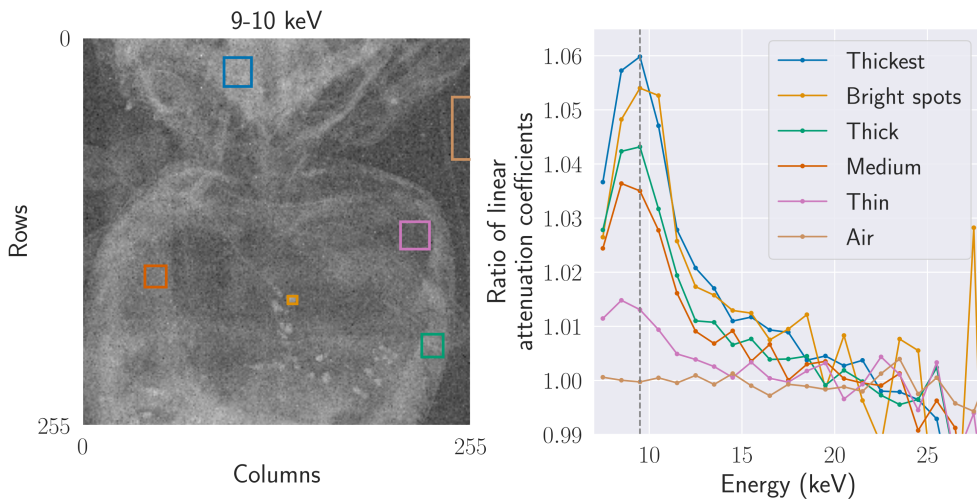 9-10 keV
0
Rows
255
0
255
Columns
Ratio of linear
attenuation coefficients
1.06
1.05
1.04
1.03
1.02
1.01
1.00
0.99
10
15
20
25
Energy (keV)
Thickest
Bright spots
Thick
Medium
Thin
Air